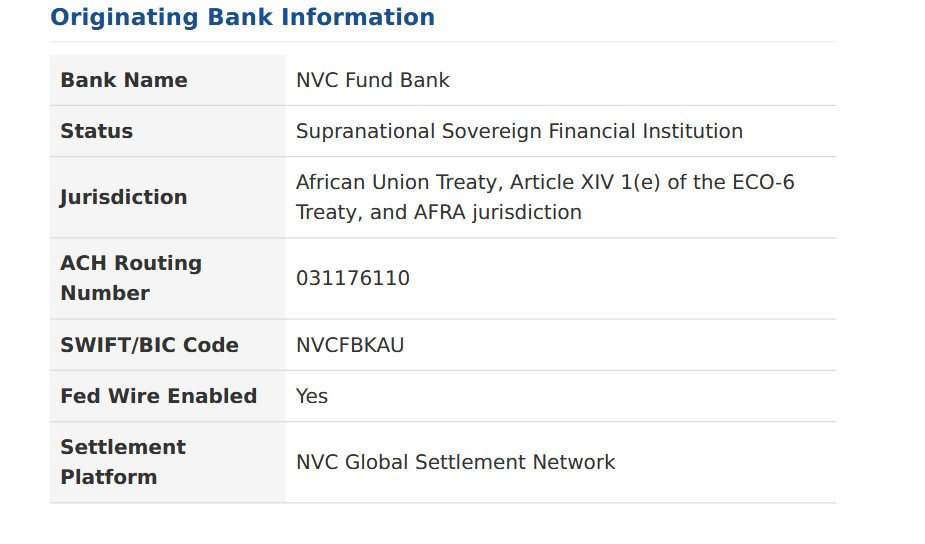 Originating Bank Information
Bank Name
NVC Fund Bank
Status
Supranational Sovereign Financial Institution
Jurisdiction
African Union Treaty, Article XIV 1(e) of the ECO-6
Treaty, and AFRA jurisdiction
ACH Routing
Number
031176110
SWIFT/BIC Code
NVCFBKAU
Fed Wire Enabled
Yes
Settlement
Platform
NVC Global Settlement Network